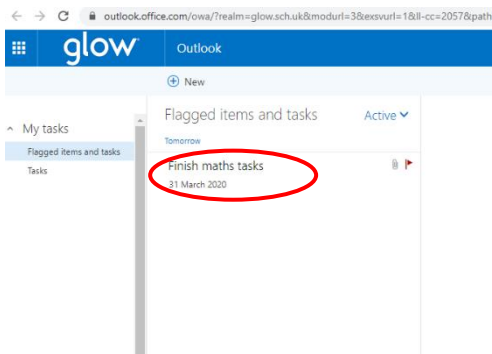 outlook.office.com/owa/?realm=glow.sch.uk&modurl=3&exsvurl=1&ll-cc=2057&path
glow Outlook
New
My tasks
Flagged items and tasks
Tasks
Flagged items and tasks Active
Tomorrow
Finish maths tasks
31 March 2020